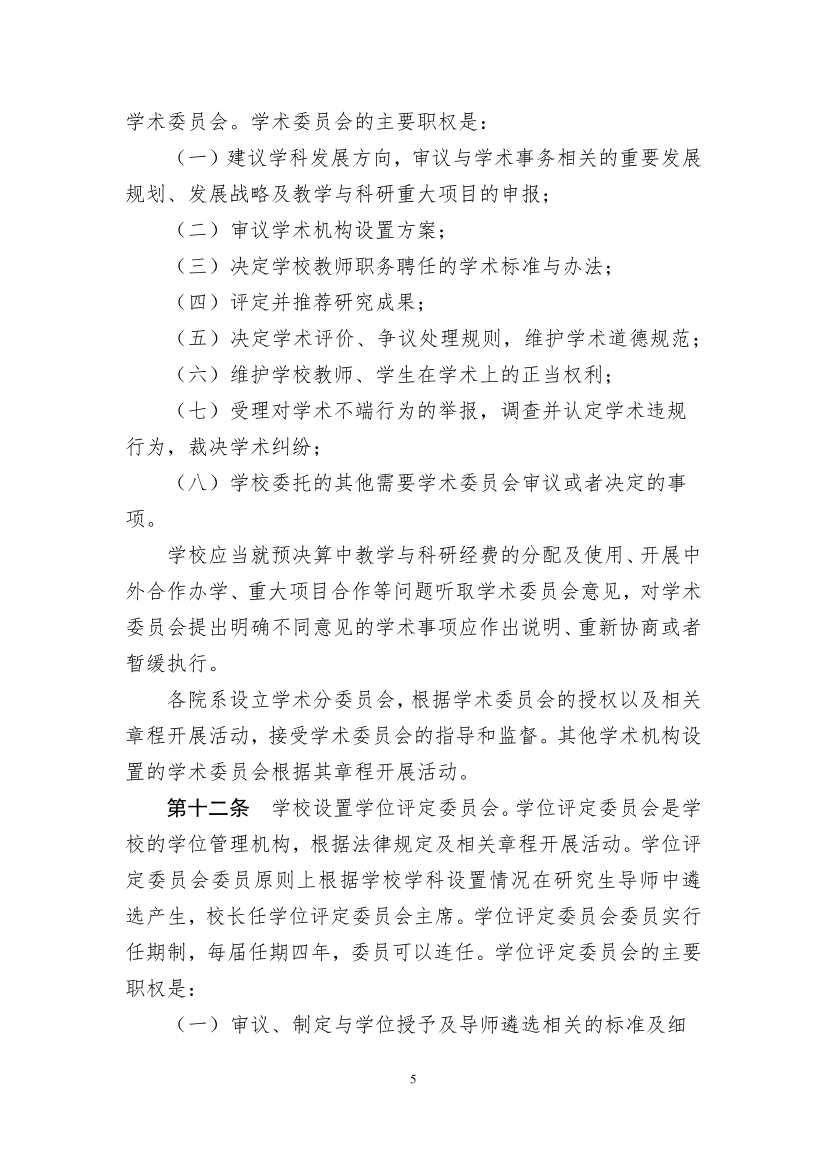 学术委员会。学术委员会的主要职权是：
（一）建议学科发展方向，审议与学术事务相关的重要发展
规划、发展战略及教学与科研重大项目的申报；
（二）审议学术机构设置方案；
（三）决定学校教师职务聘任的学术标准与办法；
（四）评定并推荐研究成果；
（五）决定学术评价、争议处理规则，维护学术道德规范；
（六）维护学校教师、学生在学术上的正当权利；
（七）受理对学术不端行为的举报，调查并认定学术违规
行为，裁决学术纠纷；
（八）学校委托的其他需要学术委员会审议或者决定的事
项。
学校应当就预决算中教学与科研经费的分配及使用、开展中
外合作办学、重大项目合作等问题听取学术委员会意见，对学术
委员会提出明确不同意见的学术事项应作出说明、重新协商或者
暂缓执行。
各院系设立学术分委员会，根据学术委员会的授权以及相关
章程开展活动，接受学术委员会的指导和监督。其他学术机构设
置的学术委员会根据其章程开展活动。
第十二条　学校设置学位评定委员会。学位评定委员会是学
校的学位管理机构，根据法律规定及相关章程开展活动。学位评
定委员会委员原则上根据学校学科设置情况在研究生导师中遴
选产生，校长任学位评定委员会主席。学位评定委员会委员实行
任期制，每届任期四年，委员可以连任。学位评定委员会的主要
职权是：
（一）审议、制定与学位授予及导师遴选相关的标准及细
5